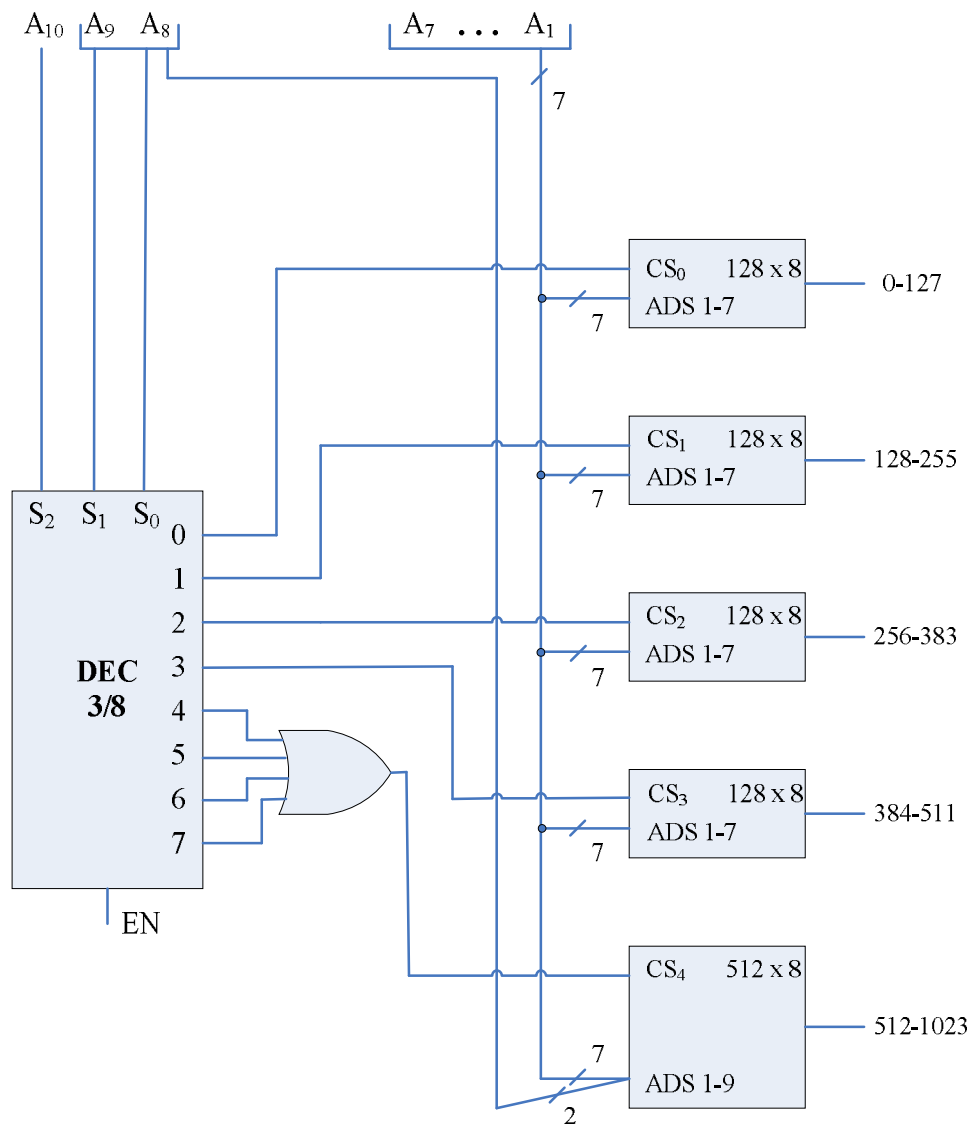 A₁₀ A₉ A₈ A₇ ... A₁
7
CS₀ 128 x 8
ADS 1-7
0-127
7
CS₁ 128 x 8
ADS 1-7
128-255
7
S₂ S₁ S₀
0
1
2
3
4
5
6
7
DEC
3/8
EN
CS₂ 128 x 8
ADS 1-7
256-383
7
CS₃ 128 x 8
ADS 1-7
384-511
7
CS₄ 512 x 8
ADS 1-9
512-1023
7
2